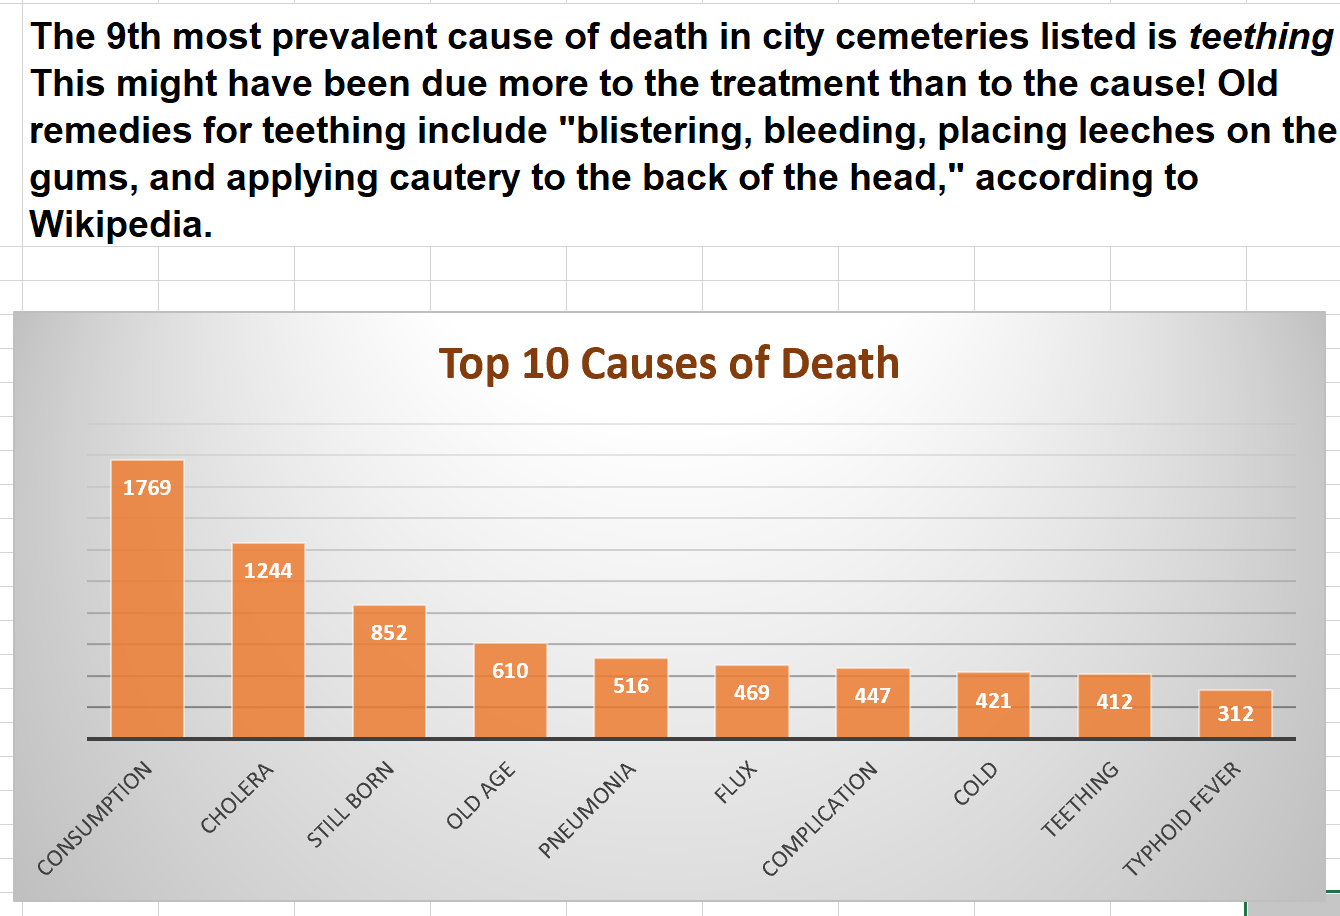 The 9th most prevalent cause of death in city cemeteries listed is teething
This might have been due more to the treatment than to the cause! Old
remedies for teething include "blistering, bleeding, placing leeches on the
gums, and applying cautery to the back of the head," according to
Wikipedia.
Top 10 Causes of Death
1769
1244
852
610
516
469
447
421
412
312
CONSUMPTION
CHOLERA
STILL BORN
OLD AGE
PNEUMONIA
FLUX
COMPLICATION
COLD
TEETHING
TYPHOID FEVER